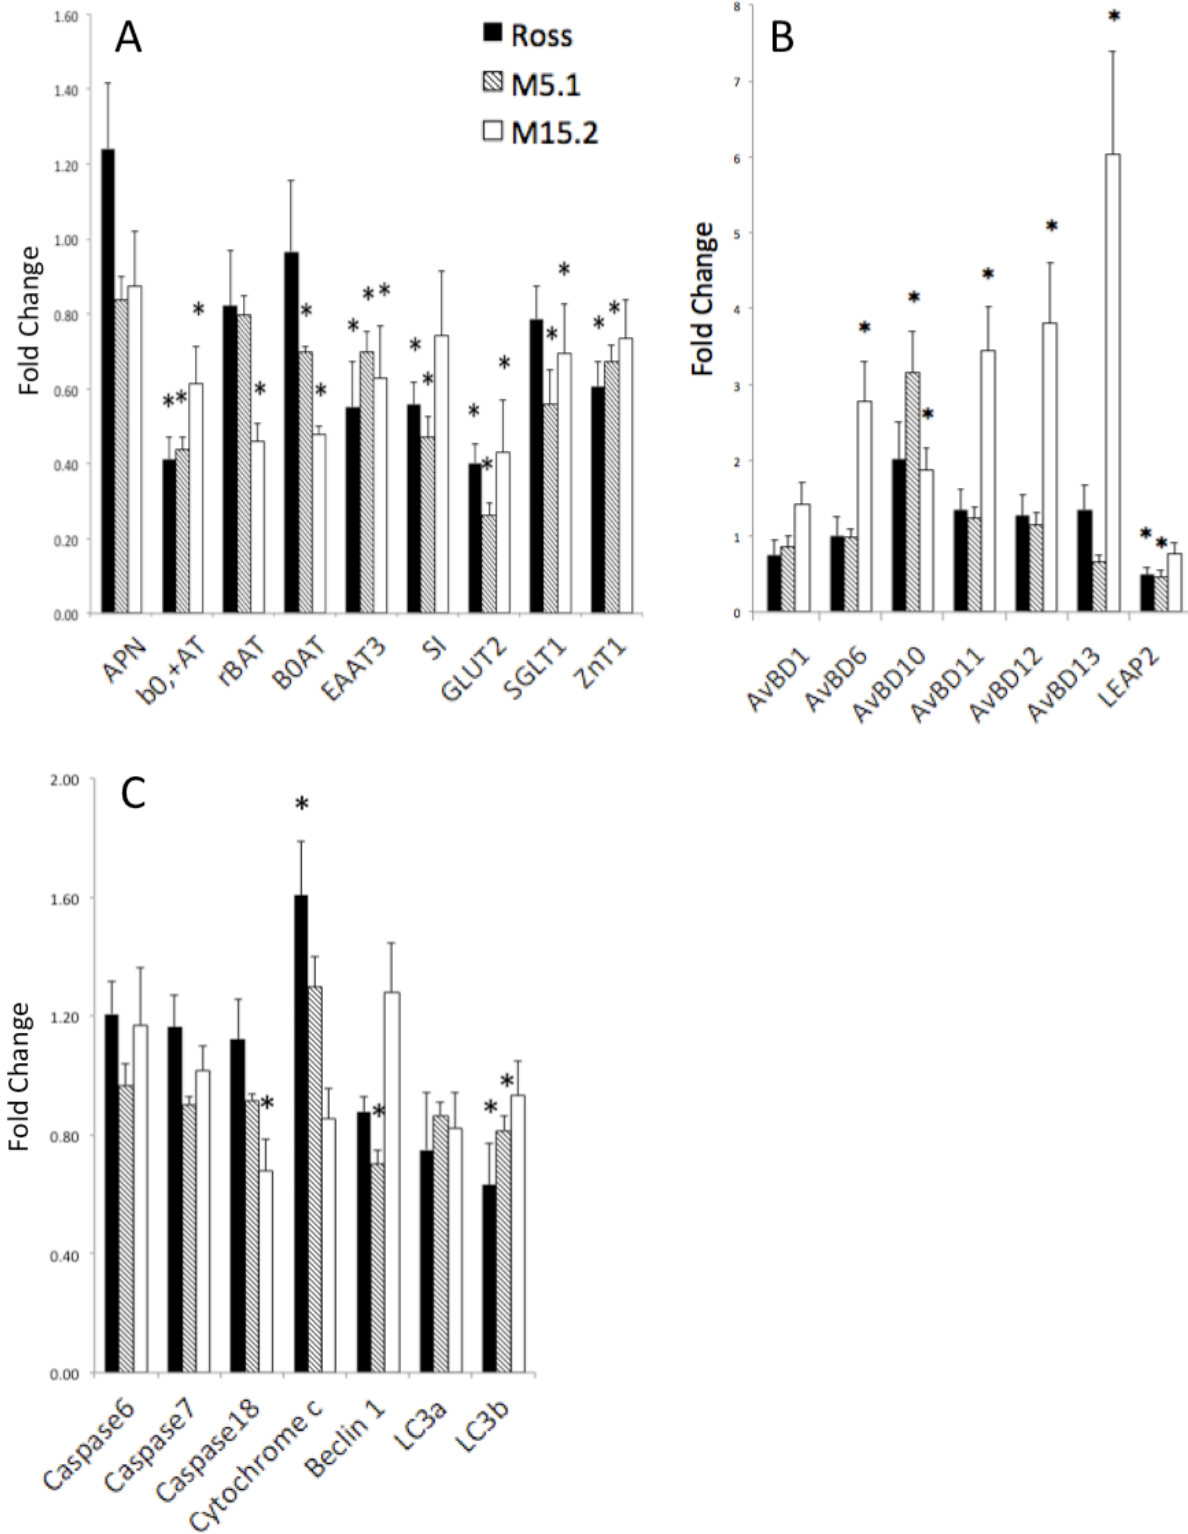 A
Ross
M5.1
M15.2
Fold Change
1.60
1.40
1.20
1.00
0.80
0.60
0.40
0.20
0.00
* * * * * * * * * * * * * * * * * *
APN b0,+AT rBAT B0AT EAAT3 SI GLUT2 SGLT1 ZnT1
B
Fold Change
8
7
6
5
4
3
2
1
0
* * * * * * * *
AvBD1 AvBD6 AvBD10 AvBD11 AvBD12 AvBD13 LEAP2
C
Fold Change
2.00
1.60
1.20
0.80
0.40
0.00
* * * * *
Caspase6 Caspase7 Caspase18 Cytochrome c Beclin 1 LC3a LC3b